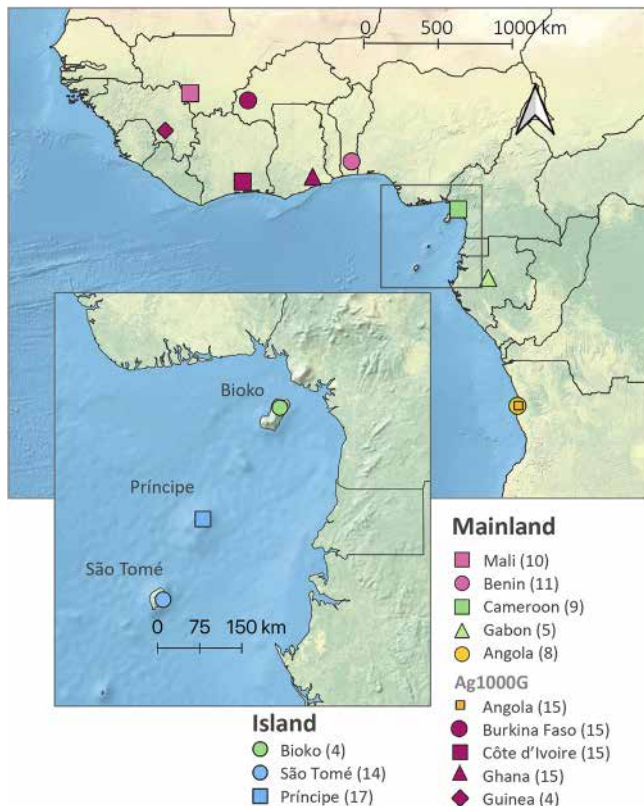 0 500 1000 km
Bioko
Príncipe
São Tomé
0 75 150 km
Mainland
Mali (10)
Benin (11)
Cameroon (9)
Gabon (5)
Angola (8)
Ag1000G
Angola (15)
Burkina Faso (15)
Côte d’Ivoire (15)
Ghana (15)
Guinea (4)
Island
Bioko (4)
São Tomé (14)
Príncipe (17)